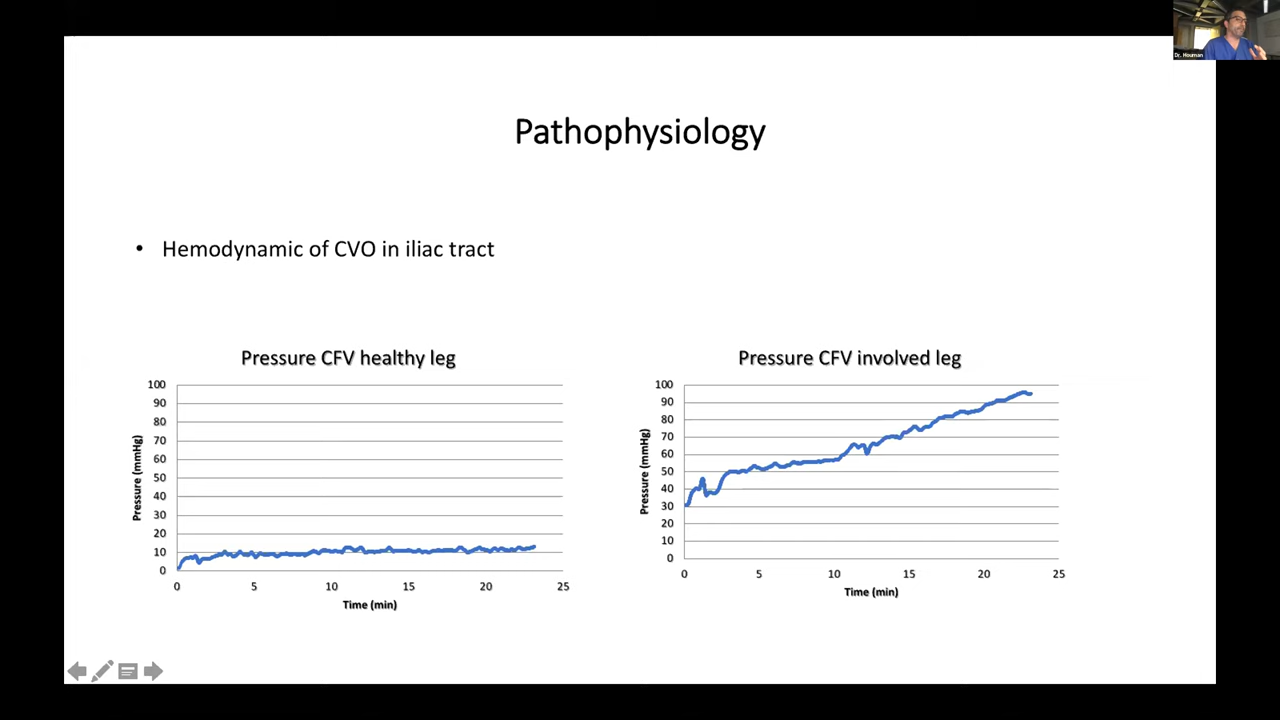 Dr. Houman
Pathophysiology
• Hemodynamic of CVO in iliac tract
Pressure CFV healthy leg
100
90
80
70
60
50
40
30
20
10
0
Pressure (mmHg)
0 5 10 15 20 25
Time (min)
Pressure CFV involved leg
100
90
80
70
60
50
40
30
20
10
0
Pressure (mmHg)
0 5 10 15 20 25
Time (min)